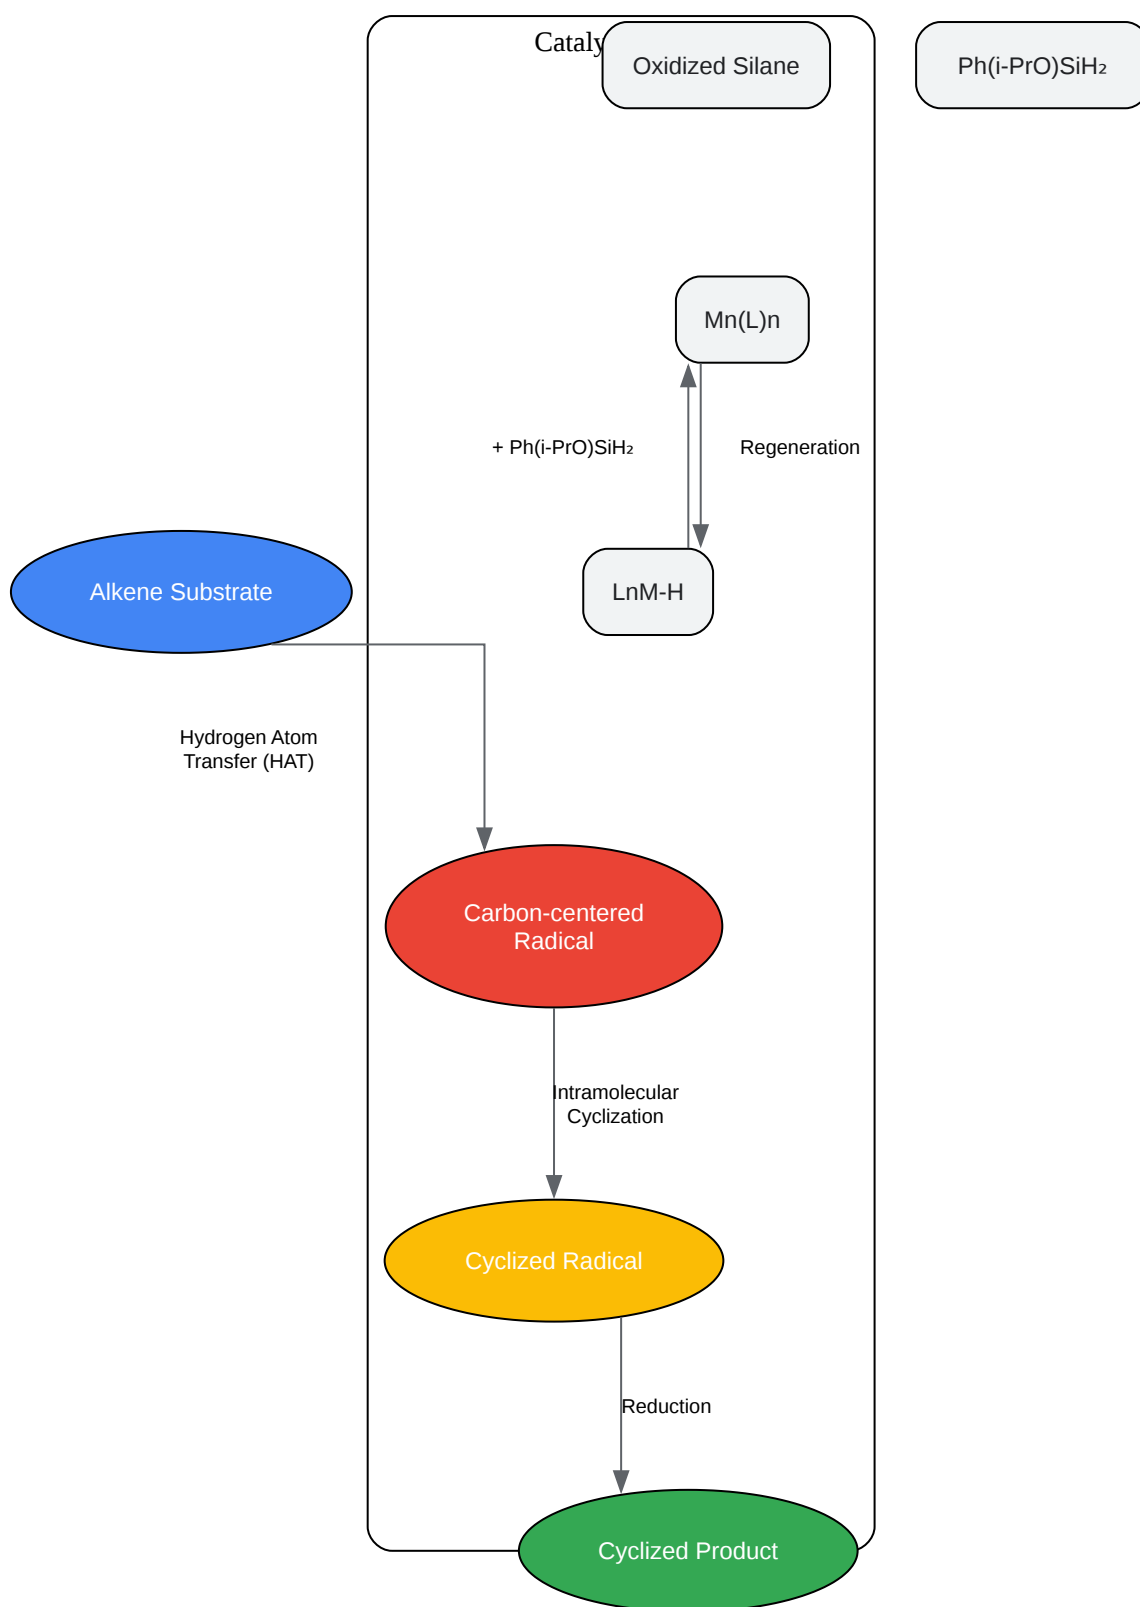 Oxidized Silane
Ph(i-PrO)SiH₂
Mn(L)n
+ Ph(i-PrO)SiH₂
Regeneration
Alkene Substrate
LnM-H
Hydrogen Atom
Transfer (HAT)
Carbon-centered
Radical
Intramolecular
Cyclization
Cyclized Radical
Reduction
Cyclized Product